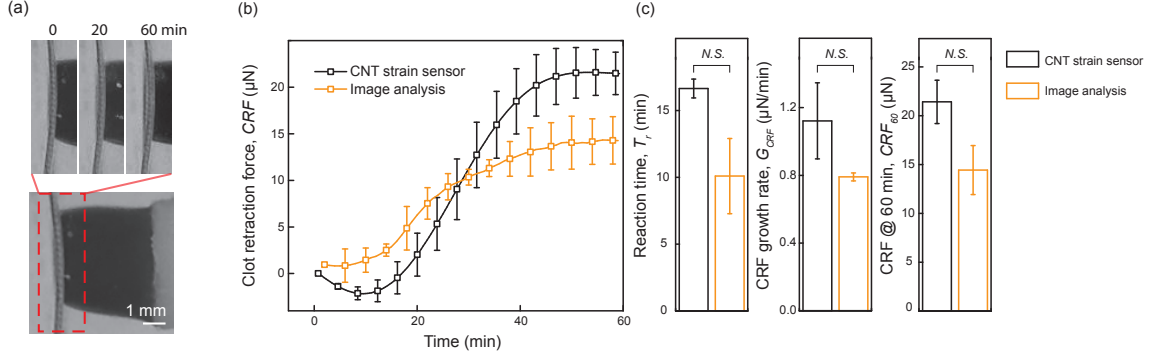 (a)
0 20 60 min
1 mm
(b)
Clot retraction force, CRF (μN)
20
15
10
5
0
CNT strain sensor
Image analysis
0 20 40 60
Time (min)
(c)
Reaction time, Tr (min)
15
10
5
0
N.S.
CRF growth rate, GCRF (μN/min)
1.2
0.8
0.4
0.0
N.S.
CRF @ 60 min, CRF60 (μN)
25
20
15
10
5
0
N.S.
CNT strain sensor
Image analysis